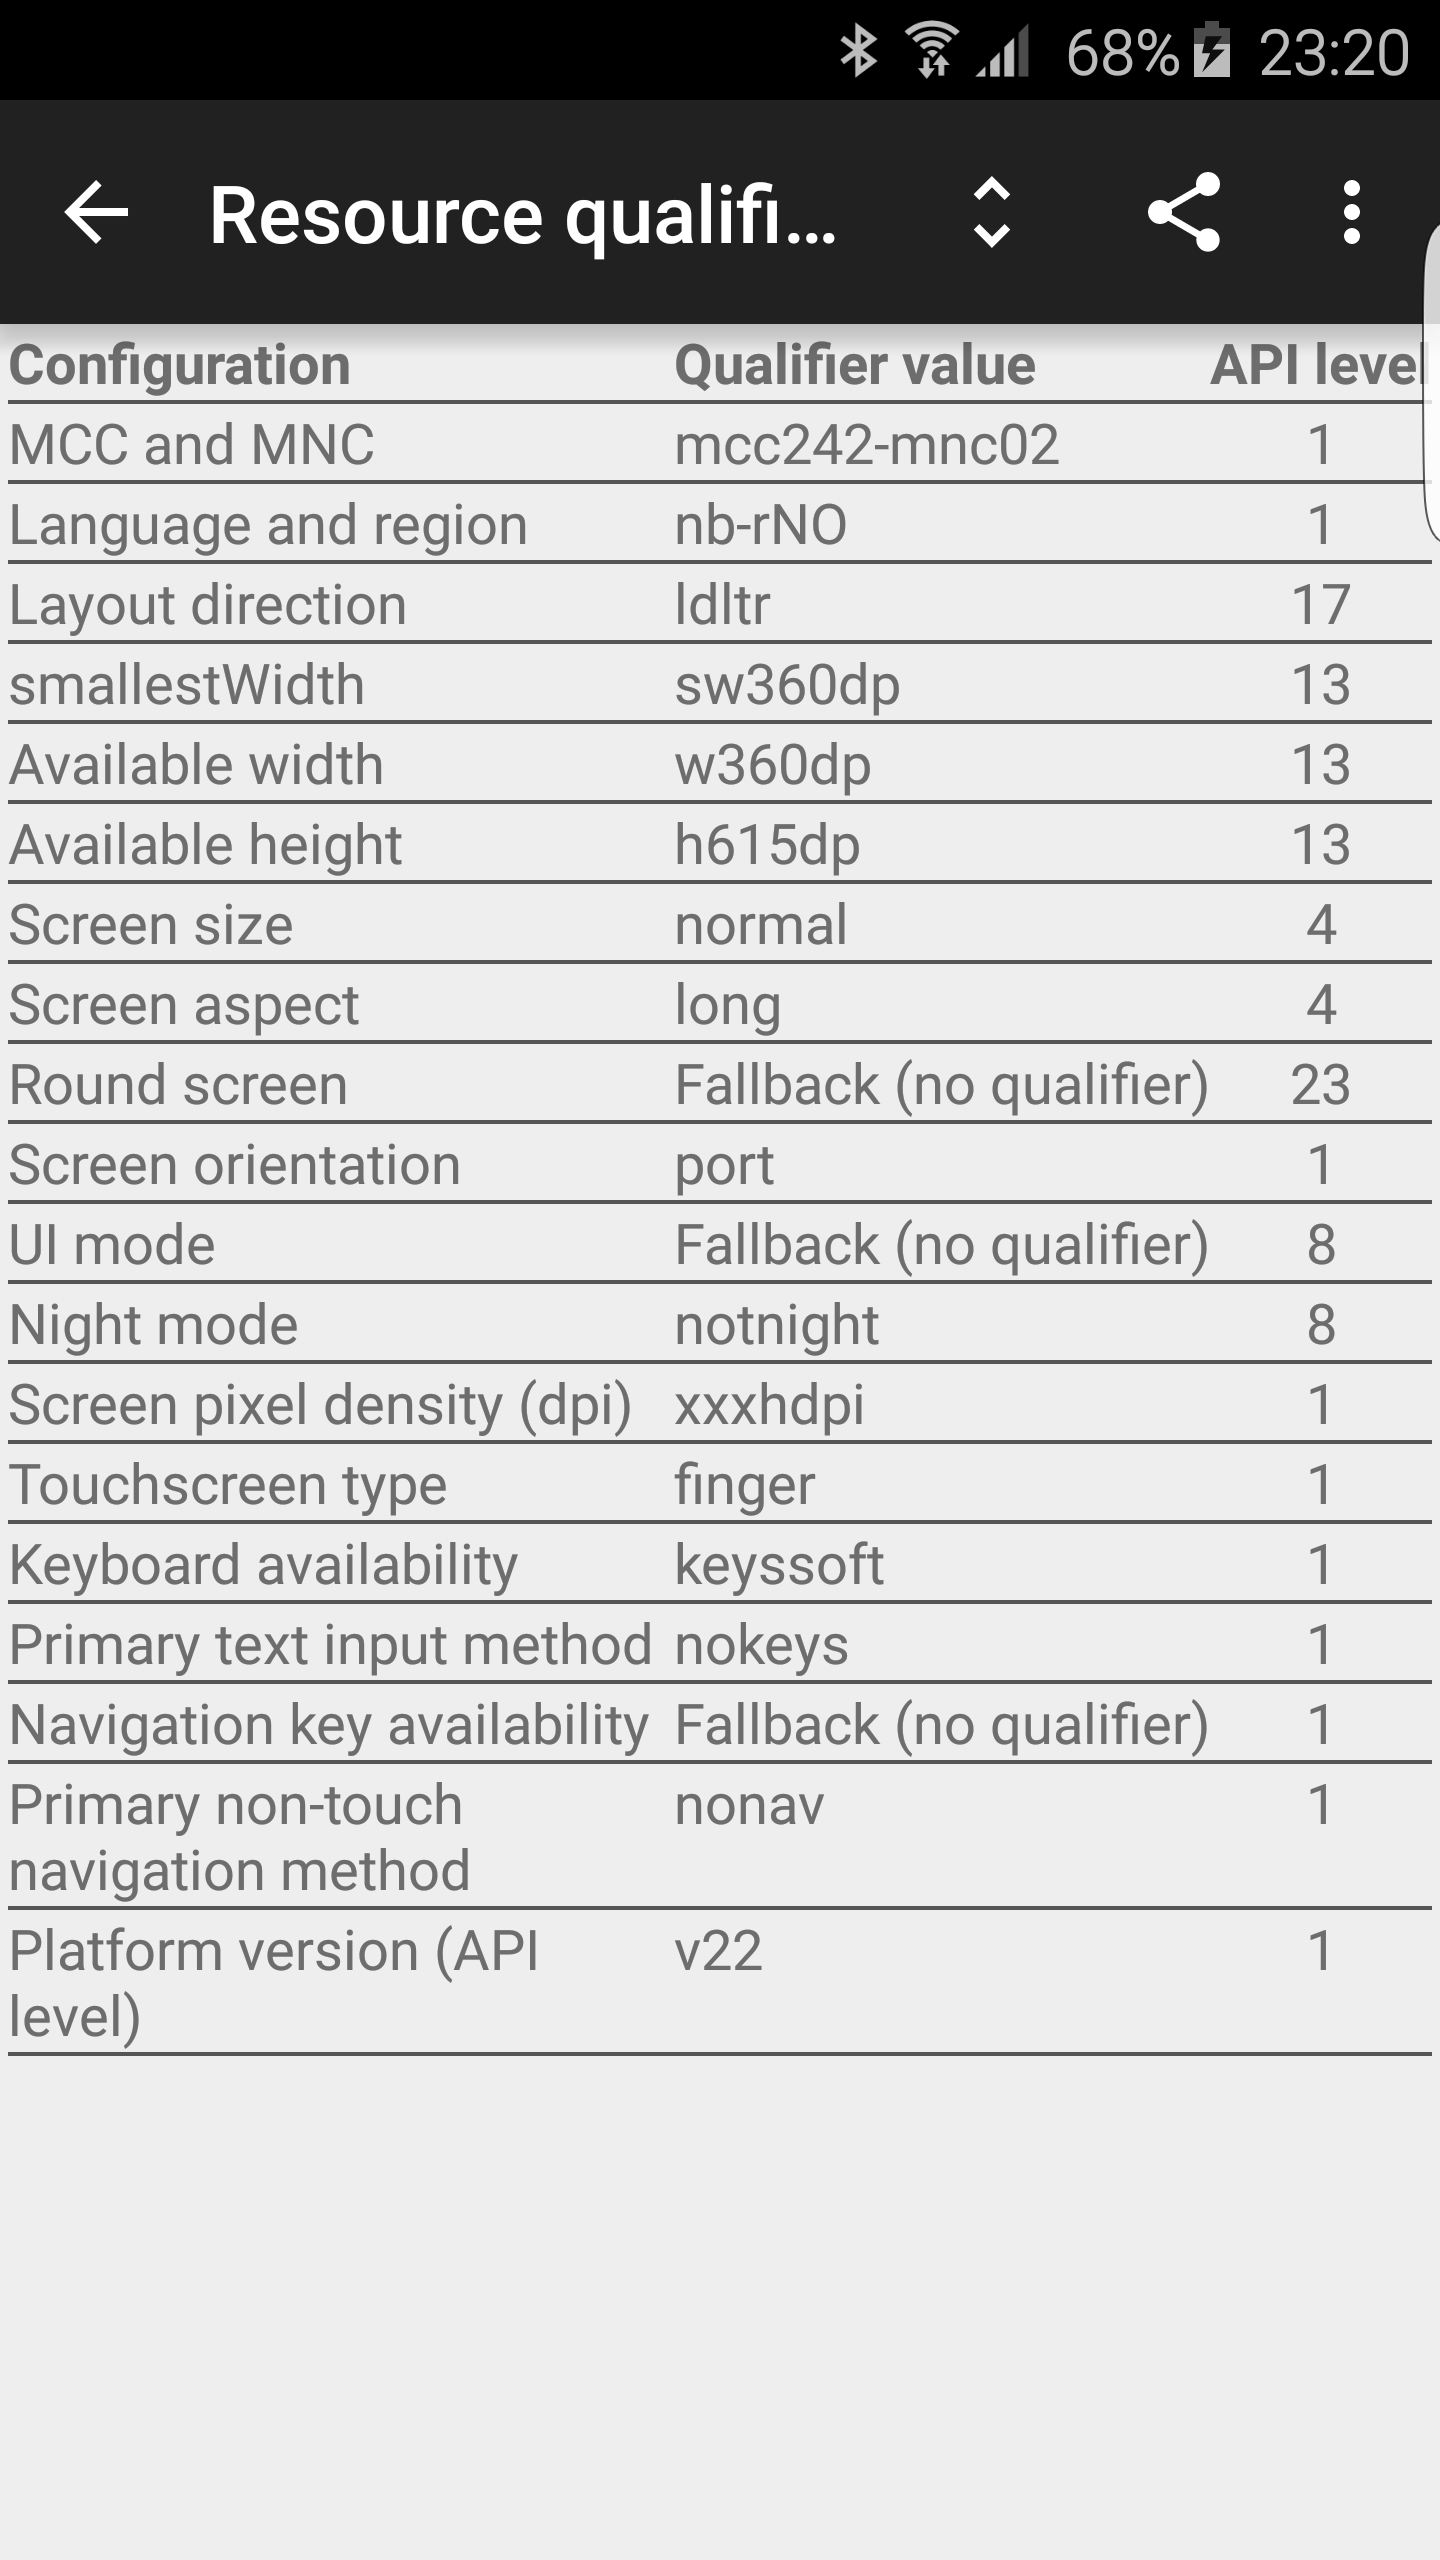 68% 23:20
Resource qualifi...
Configuration Qualifier value API level
MCC and MNC mcc242-mnc02 1
Language and region nb-rNO 1
Layout direction ldltr 17
smallestWidth sw360dp 13
Available width w360dp 13
Available height h615dp 13
Screen size normal 4
Screen aspect long 4
Round screen Fallback (no qualifier) 23
Screen orientation port 1
UI mode Fallback (no qualifier) 8
Night mode notnight 8
Screen pixel density (dpi) xxxhdpi 1
Touchscreen type finger 1
Keyboard availability keyssoft 1
Primary text input method nokeys 1
Navigation key availability Fallback (no qualifier) 1
Primary non-touch nonav 1
navigation method
Platform version (API v22 1
level)